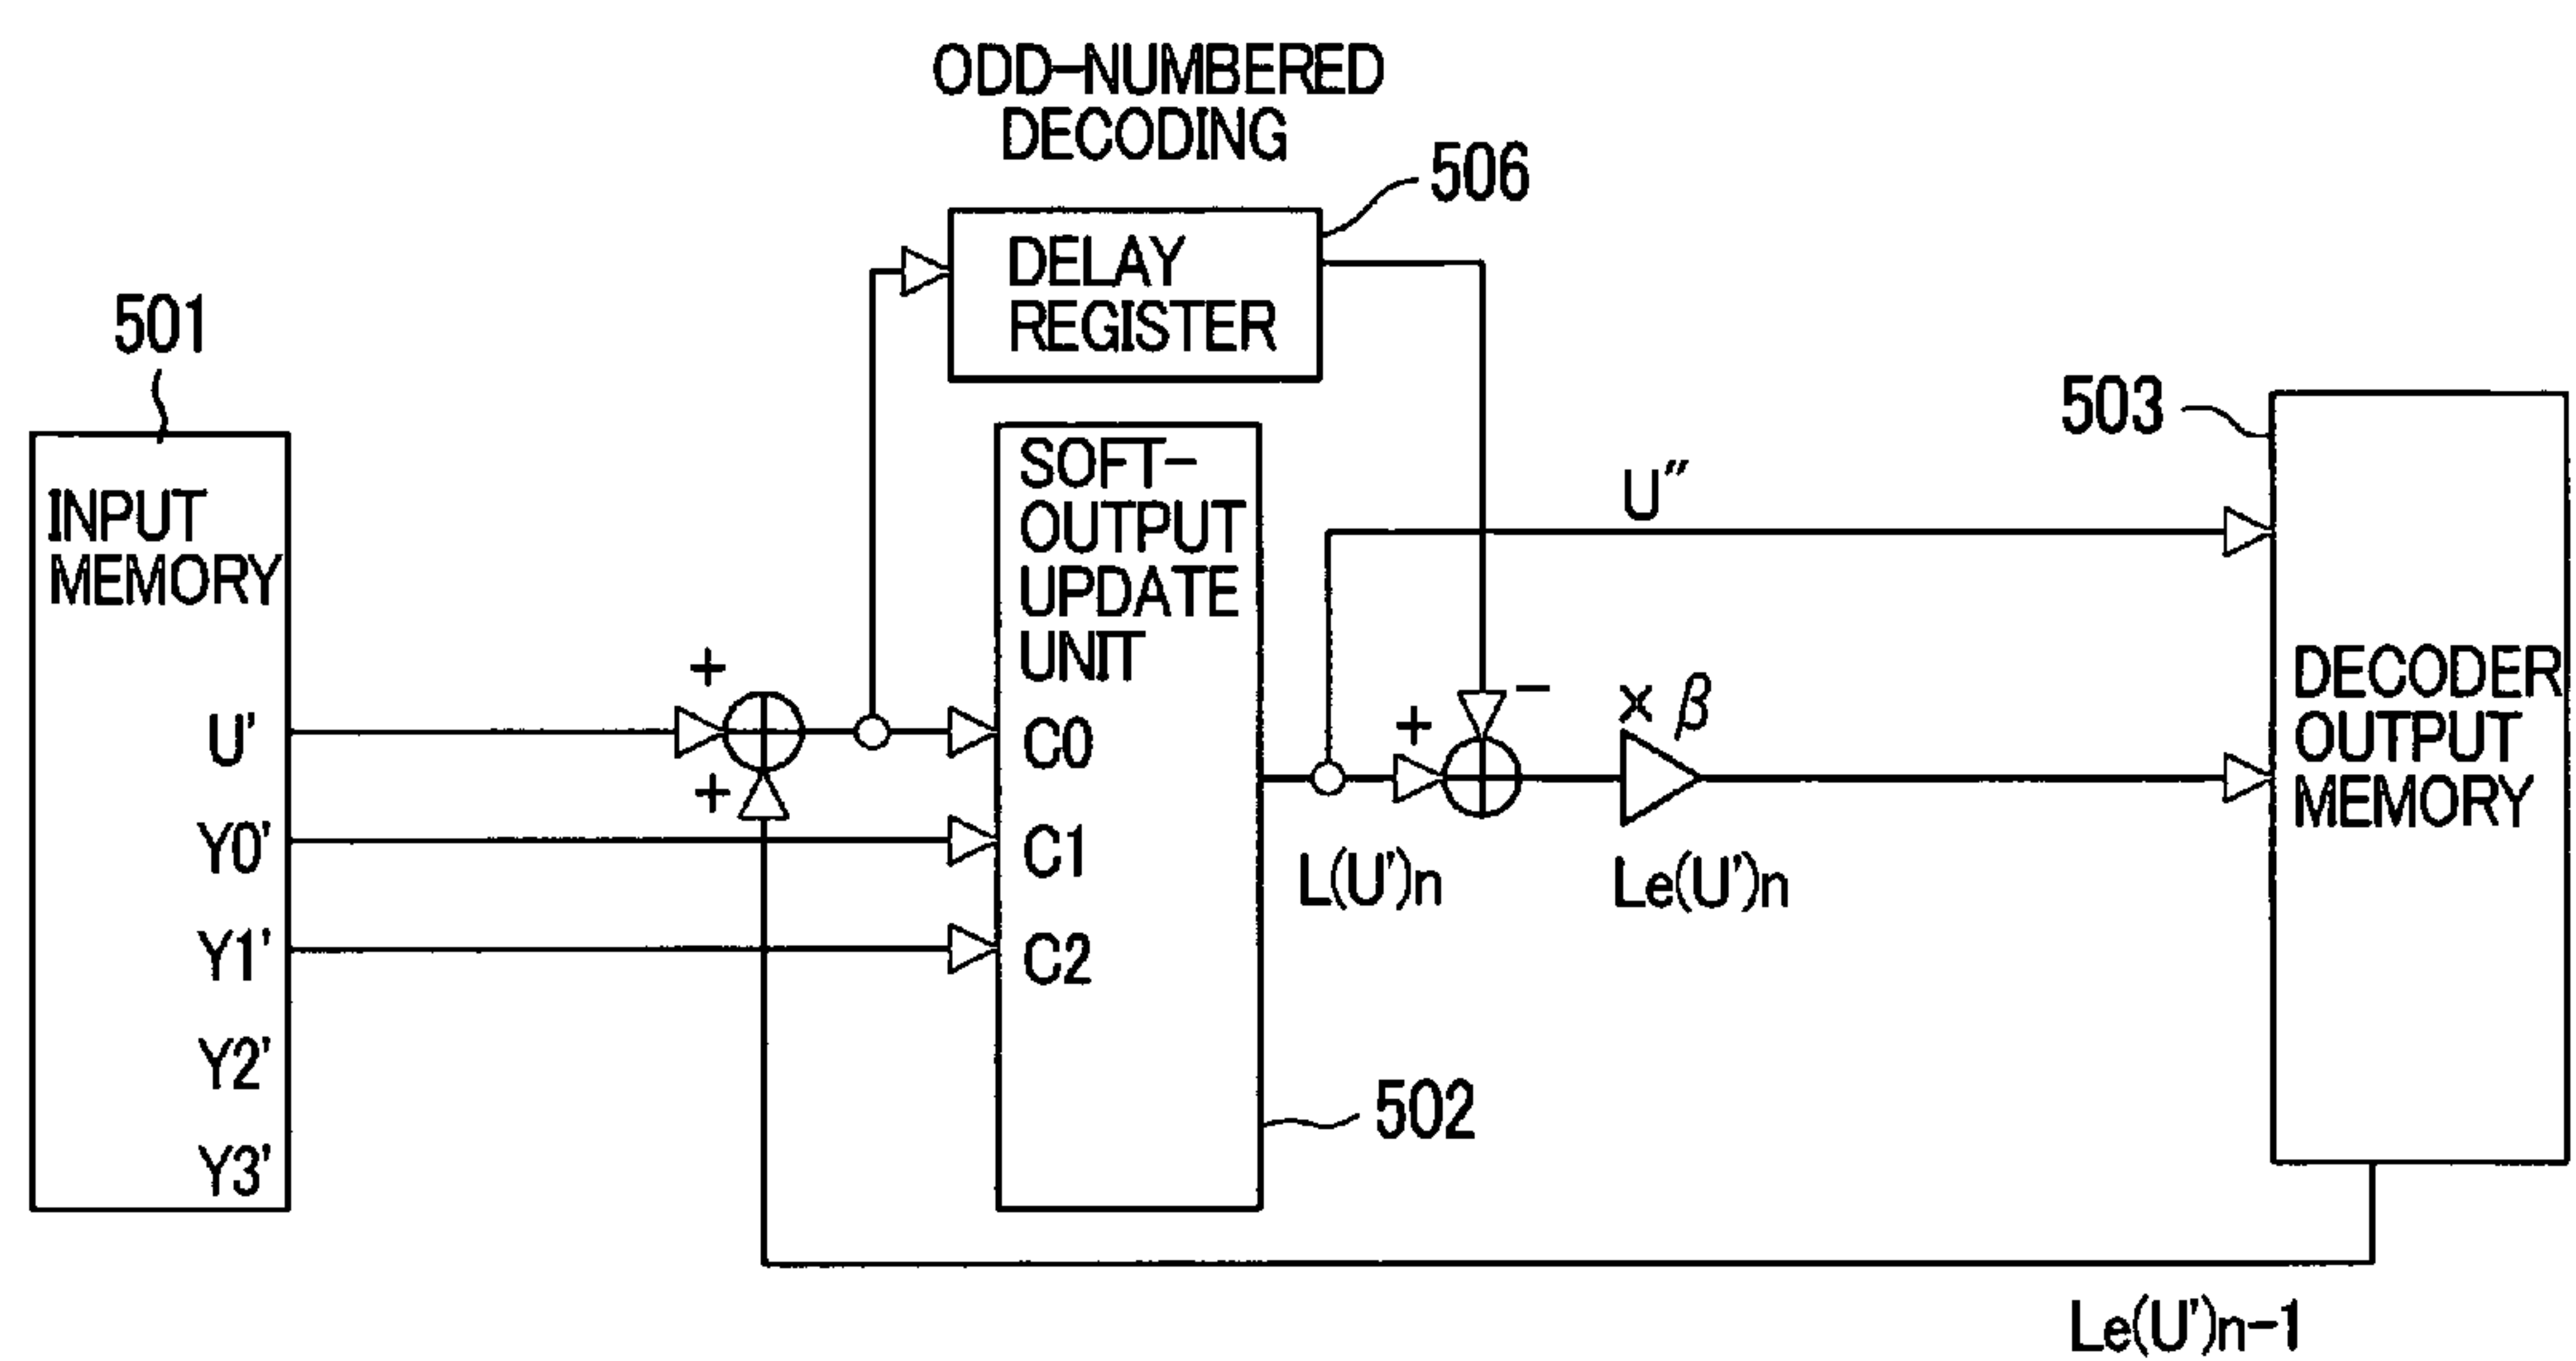 ODD-NUMBERED
DECODING
506
DELAY
REGISTER
501
503
INPUT
MEMORY
SOFT-
OUTPUT
UPDATE
UNIT
U"
DECODER
OUTPUT
MEMORY
+
+
U'
Y0'
Y1'
Y2'
Y3'
C0
C1
C2
+
-
× β
L(U')n
Le(U')n
502
Le(U')n-1